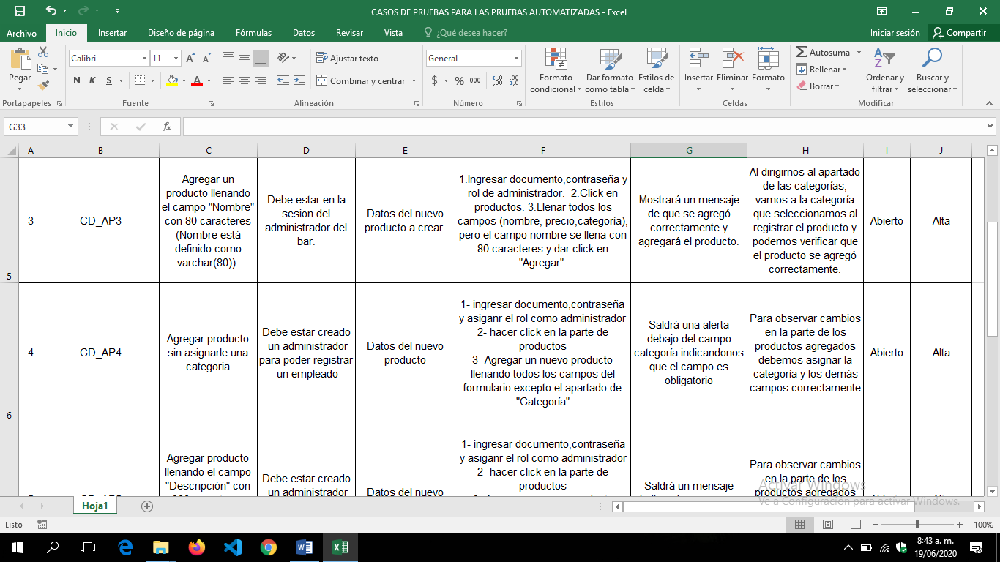 CASOS DE PRUEBAS PARA LAS PRUEBAS AUTOMATIZADAS - Excel
Archivo Inicio Insertar Diseño de página Fórmulas Datos Revisar Vista ¿Qué desea hacer? Iniciar sesión Compartir
Calibri 11 Ajustar texto General Autosuma
Pegar Rellenar
N K S Combinar y centrar $ % 000 Borrar
Formato condicional
Dar formato como tabla
Estilos de celda
Insertar Eliminar Formato
Ordenar y filtrar
Buscar y seleccionar
Portapapeles Fuente Alineación Número Estilos Celdas Modificar
G33 fx
A B C D E F G H I J
5
3
CD_AP3
Agregar un
producto llenando
el campo "Nombre"
con 80 caracteres
(Nombre está
definido como
varchar(80)).
Debe estar en la
sesion del
administrador del
bar.
Datos del nuevo
producto a crear.
1.Ingresar documento,contraseña y
rol de administrador. 2.Click en
productos. 3.Llenar todos los
campos (nombre, precio,categoría),
pero el campo nombre se llena con
80 caracteres y dar click en
"Agregar".
Mostrará un mensaje
de que se agregó
correctamente y
agregará el producto.
Al dirigirnos al apartado
de las categorías,
vamos a la categoría
que seleccionamos al
registrar el producto y
podemos verificar que
el producto se agregó
correctamente.
Abierto
Alta
6
4
CD_AP4
Agregar producto
sin asignarle una
categoria
Debe estar creado
un administrador
para poder registrar
un empleado
Datos del nuevo
producto
1- ingresar documento,contraseña
y asiganr el rol como administrador
2- hacer click en la parte de
productos
3- Agregar un nuevo producto
llenando todos los campos del
formulario excepto el apartado de
"Categoría"
Saldrá una alerta
debajo del campo
categoría indicandonos
que el campo es
obligatorio
Para observar cambios
en la parte de los
productos agregados
debemos asignar la
categoría y los demás
campos correctamente
Abierto
Alta
Agregar producto
llenando el campo
"Descripción" con
Debe estar creado
un administrador
Datos del nuevo
1- ingresar documento,contraseña
y asiganr el rol como administrador
2- hacer click en la parte de
productos
Saldrá un mensaje
Para observar cambios
en la parte de los
productos agregados
Activar Windows
Ve a Configuración para activar Windows.
Hoja1
Listo 100%
8:43 a. m.
19/06/2020